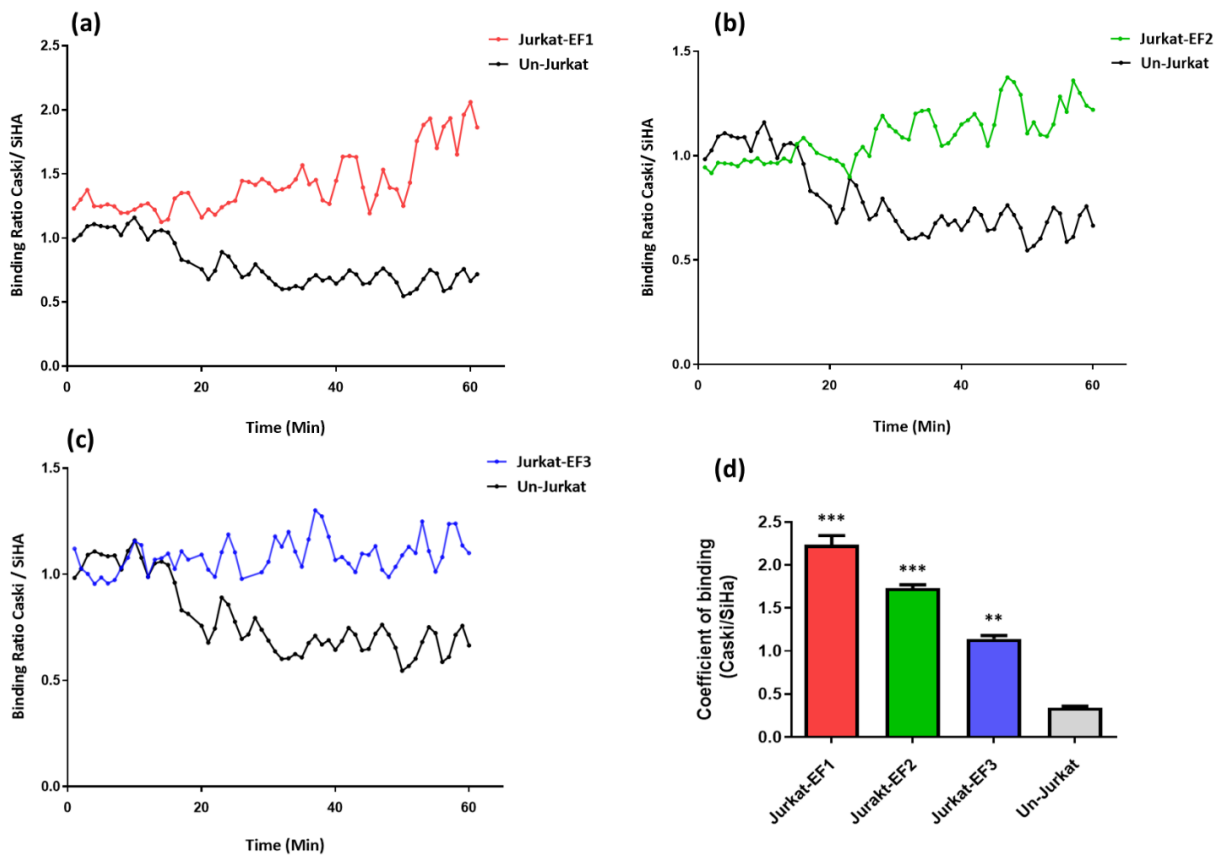 (a)
Jurkat-EF1
Un-Jurkat
Binding Ratio Caski/ SiHA
2.5
2.0
1.5
1.0
0.5
0.0
0
20
40
60
Time (Min)
(b)
Jurkat-EF2
Un-Jurkat
Binding Ratio Caski/ SiHA
1.5
1.0
0.5
0.0
0
20
40
60
Time (Min)
(c)
Jurkat-EF3
Un-Jurkat
Binding Ratio Caski / SiHA
1.5
1.0
0.5
0.0
0
20
40
60
Time (Min)
(d)
Coefficient of binding
(Caski/SiHa)
2.5
2.0
1.5
1.0
0.5
0.0
***
***
**
Jurkat-EF1
Jurakt-EF2
Jurkat-EF3
Un-Jurkat